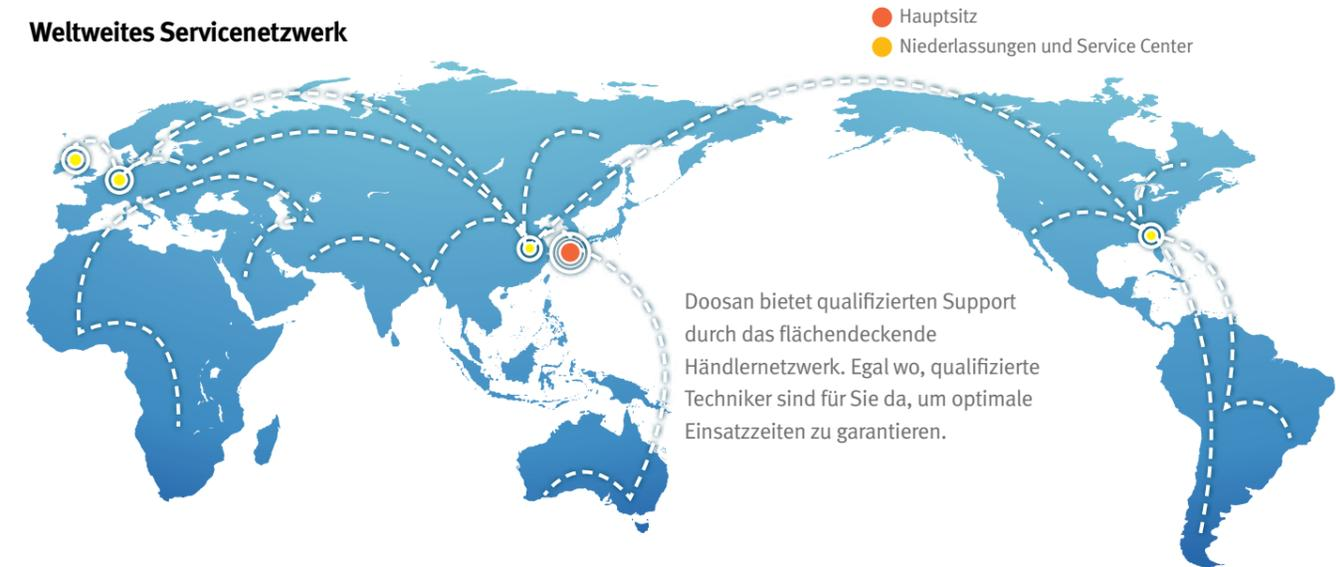 Weltweites Servicenetzwerk
Hauptsitz
Niederlassungen und Service Center
Doosan bietet qualifizierten Support
durch das flächendeckende
Händlernetzwerk. Egal wo, qualifizierte
Techniker sind für Sie da, um optimale
Einsatzzeiten zu garantieren.